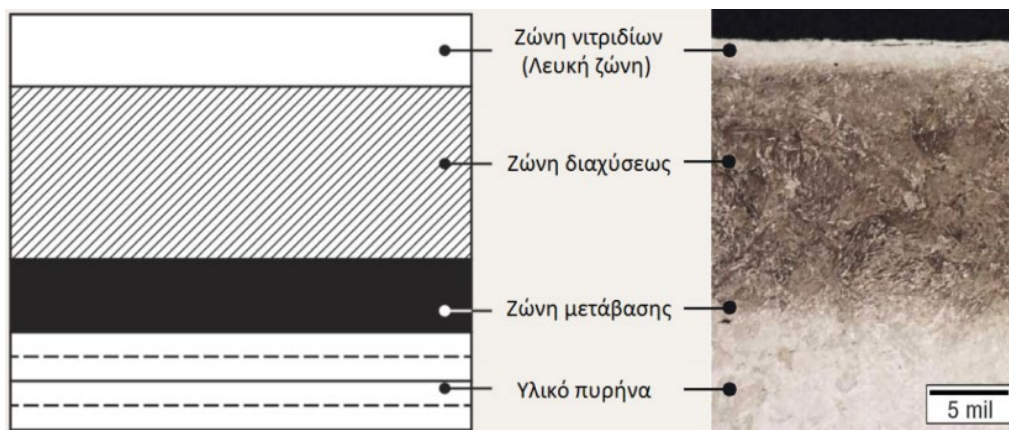 Ζώνη νιτριδίων
(Λευκή ζώνη)
Ζώνη διαχύσεως
Ζώνη μετάβασης
Υλικό πυρήνα
5 mil